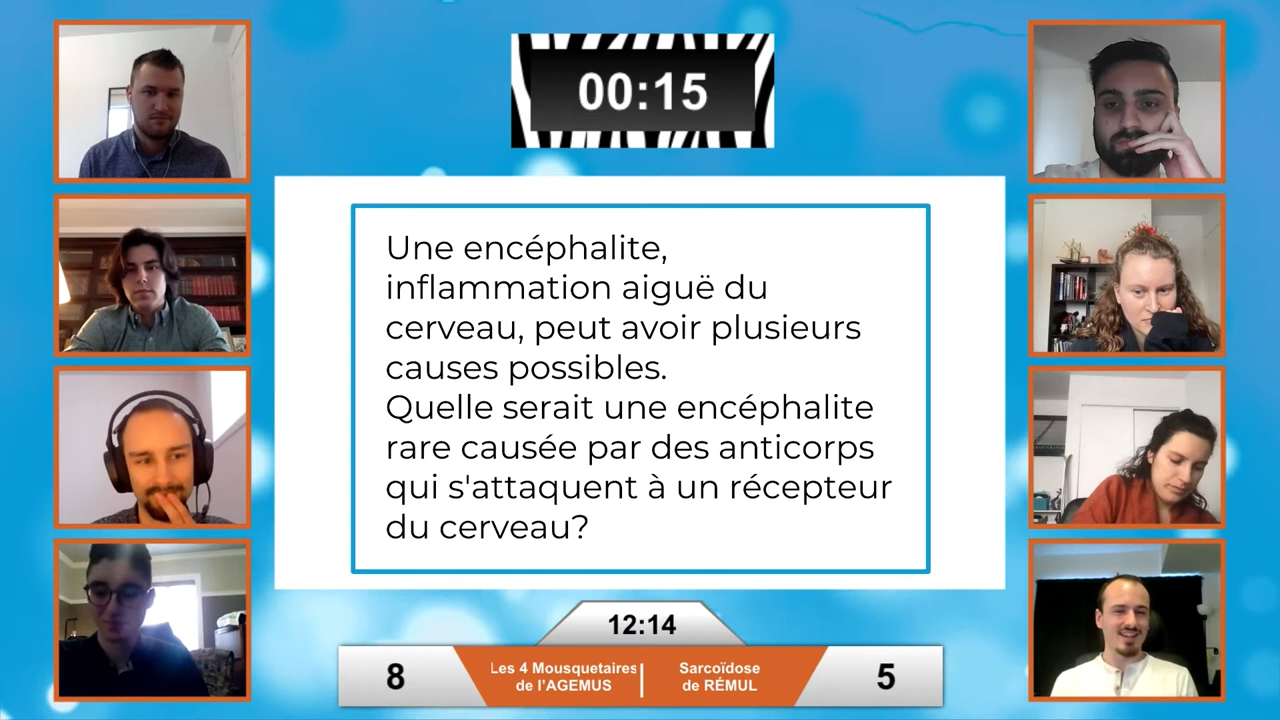 00:15
Une encéphalite,
inflammation aiguë du
cerveau, peut avoir plusieurs
causes possibles.
Quelle serait une encéphalite
rare causée par des anticorps
qui s'attaquent à un récepteur
du cerveau?
12:14
8
Les 4 Mousquetaires
de l'AGEMUS
Sarcoïdose
de RÉMUL
5